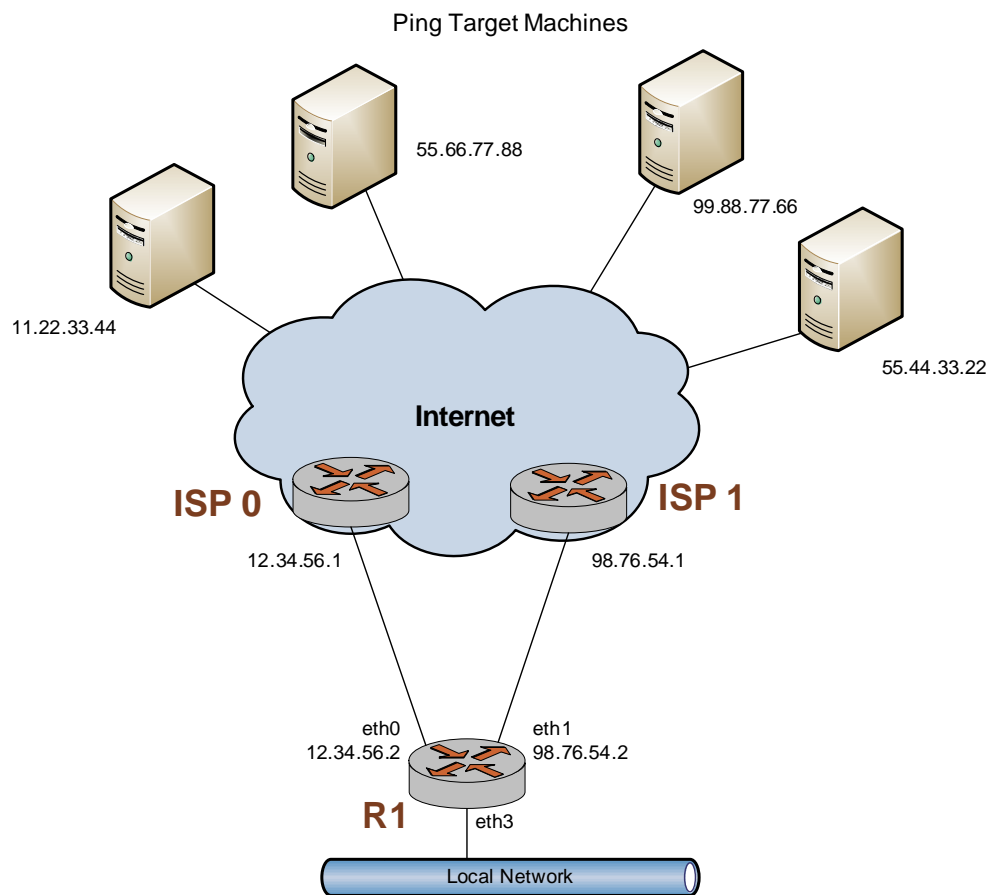 Ping Target Machines
55.66.77.88
99.88.77.66
11.22.33.44
55.44.33.22
Internet
ISP 0
ISP 1
12.34.56.1
98.76.54.1
eth0
12.34.56.2
eth1
98.76.54.2
R1
eth3
Local Network